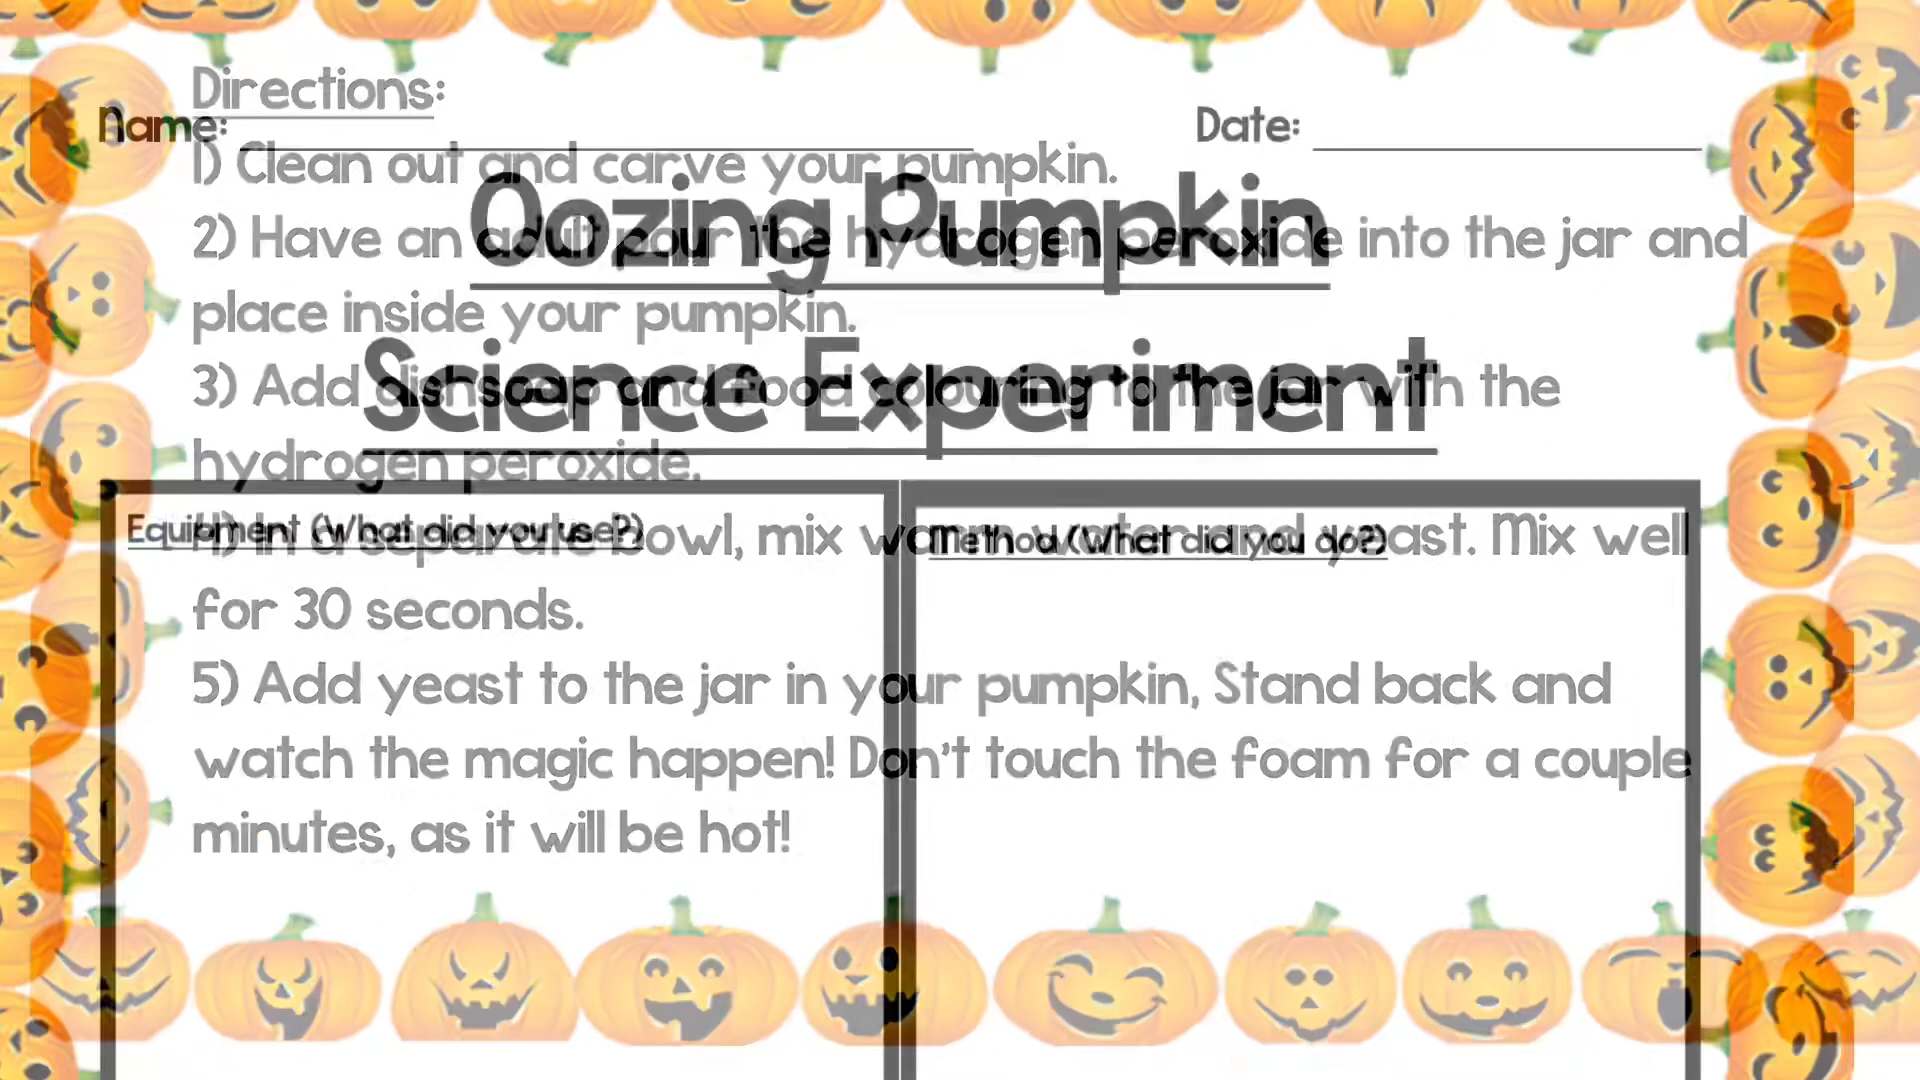 Directions:
1) Clean out and carve your pumpkin.
2) Have an adult pour the hydrogen peroxide into the jar and
place inside your pumpkin.
3) Add dish soap and food colouring to the jar with the
hydrogen peroxide.
4) In a separate bowl, mix warm water and yeast. Mix well
for 30 seconds.
5) Add yeast to the jar in your pumpkin, Stand back and
watch the magic happen! Don't touch the foam for a couple
minutes, as it will be hot!
Name:
Date:
Oozing Pumpkin
Science Experiment
Equipment (What did you use?)
Method (What did you do?)